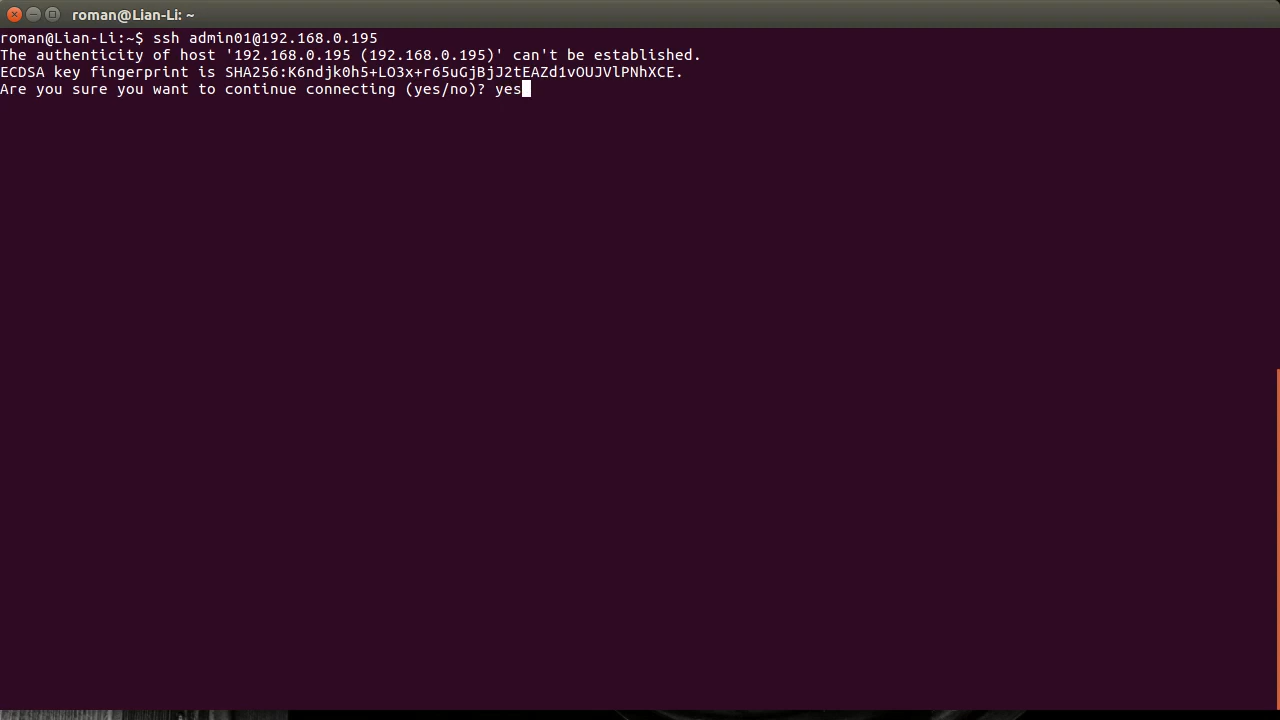 roman@Lian-Li: ~
roman@Lian-Li:~$ ssh admin01@192.168.0.195
The authenticity of host '192.168.0.195 (192.168.0.195)' can't be established.
ECDSA key fingerprint is SHA256:K6ndjk0h5+LO3x+r65uGjBjJ2tEAZd1vOUJVlPNhXCE.
Are you sure you want to continue connecting (yes/no)? yes